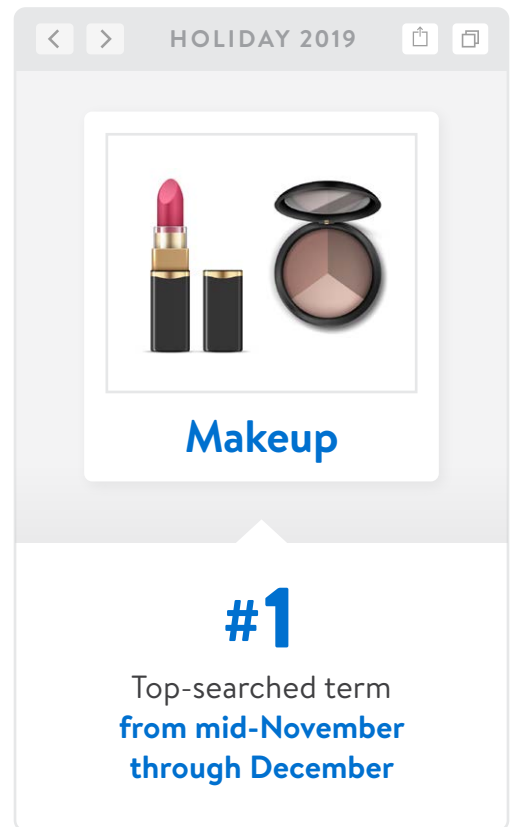 HOLIDAY 2019
Makeup
#1
Top-searched term
from mid-November
through December